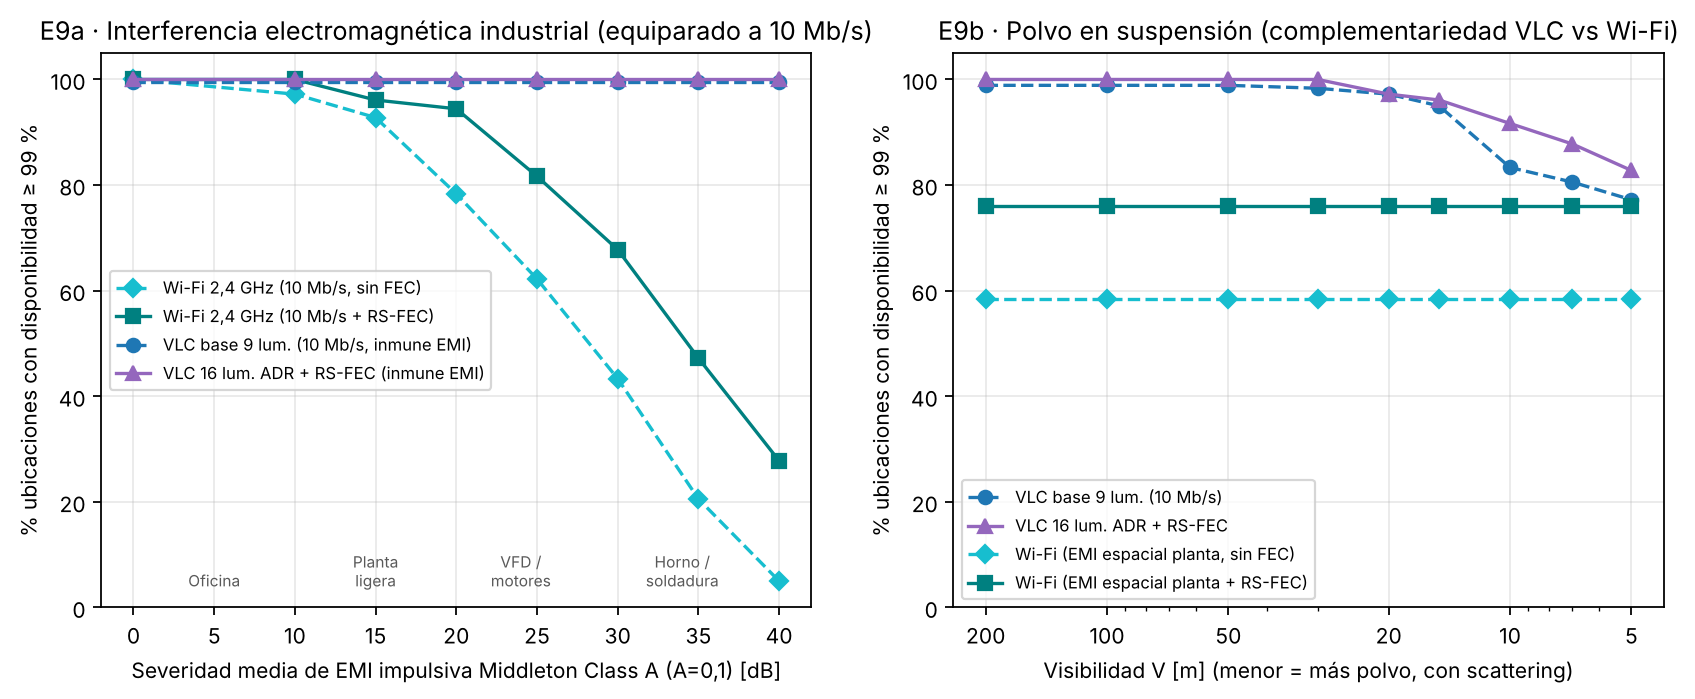 E9a · Interferencia electromagnética industrial (equiparado a 10 Mb/s)
% ubicaciones con disponibilidad ≥ 99 %
100
80
60
40
20
0
Wi-Fi 2,4 GHz (10 Mb/s, sin FEC)
Wi-Fi 2,4 GHz (10 Mb/s + RS-FEC)
VLC base 9 lum. (10 Mb/s, inmune EMI)
VLC 16 lum. ADR + RS-FEC (inmune EMI)
Oficina
Planta
ligera
VFD /
motores
Horno /
soldadura
0 5 10 15 20 25 30 35 40
Severidad media de EMI impulsiva Middleton Class A (A=0,1) [dB]
E9b · Polvo en suspensión (complementariedad VLC vs Wi-Fi)
% ubicaciones con disponibilidad ≥ 99 %
100
80
60
40
20
0
VLC base 9 lum. (10 Mb/s)
VLC 16 lum. ADR + RS-FEC
Wi-Fi (EMI espacial planta, sin FEC)
Wi-Fi (EMI espacial planta + RS-FEC)
200 100 50 20 10 5
Visibilidad V [m] (menor = más polvo, con scattering)